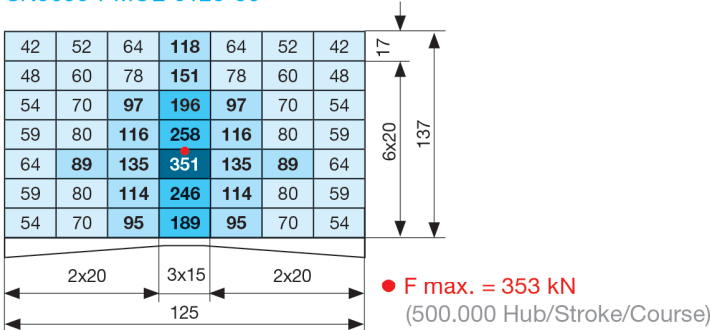 42 52 64 118 64 52 42
48 60 78 151 78 60 48
54 70 97 196 97 70 54
59 80 116 258 116 80 59
64 89 135 351 135 89 64
59 80 114 246 114 80 59
54 70 95 189 95 70 54
17
6x20
137
2x20 3x15 2x20
125
F max. = 353 kN
(500.000 Hub/Stroke/Course)